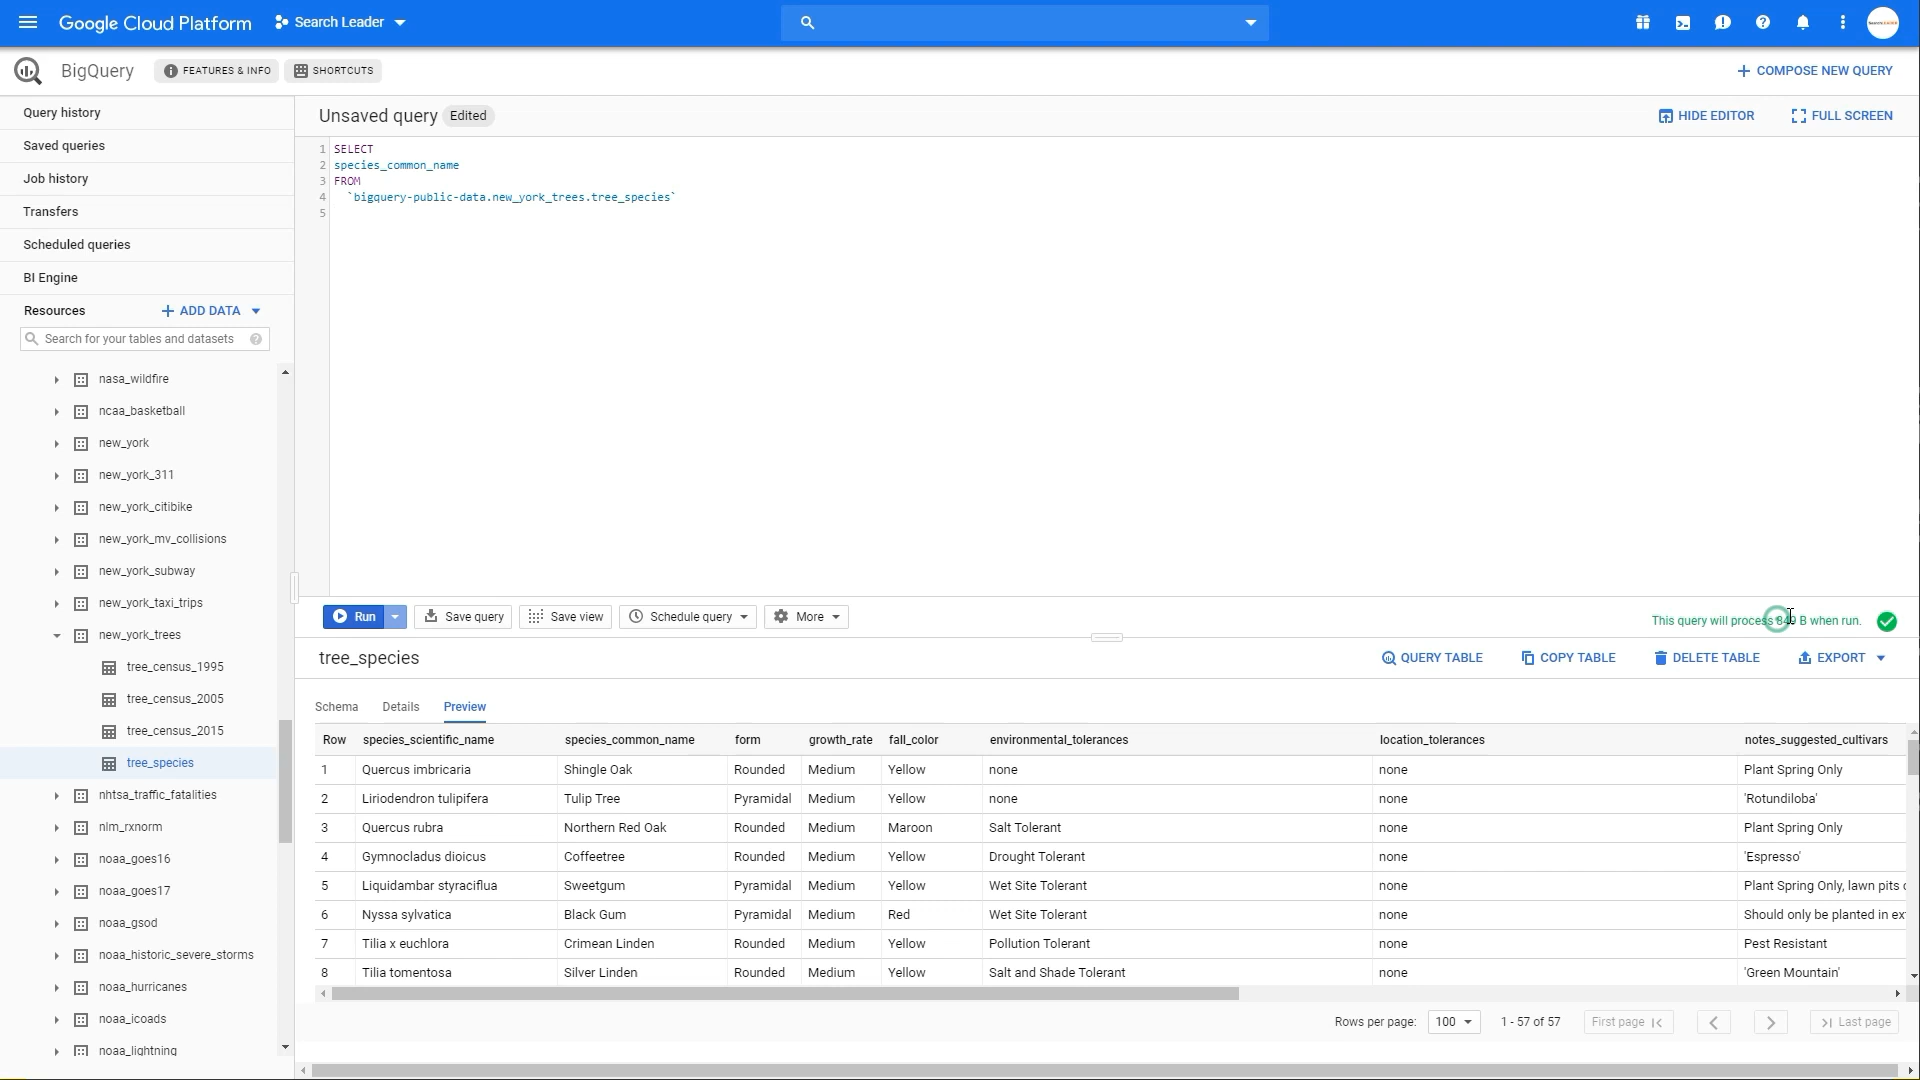 Google Cloud Platform
Search Leader
BigQuery
FEATURES & INFO
SHORTCUTS
COMPOSE NEW QUERY
Query history
Saved queries
Job history
Transfers
Scheduled queries
BI Engine
Resources
ADD DATA
Search for your tables and datasets
nasa_wildfire
ncaa_basketball
new_york
new_york_311
new_york_citibike
new_york_mv_collisions
new_york_subway
new_york_taxi_trips
new_york_trees
tree_census_1995
tree_census_2005
tree_census_2015
tree_species
nhtsa_traffic_fatalities
nlm_rxnorm
noaa_goes16
noaa_goes17
noaa_gsod
noaa_historic_severe_storms
noaa_hurricanes
noaa_icoads
noaa_lightning
Unsaved query Edited
HIDE EDITOR
FULL SCREEN
1 SELECT
2 species_common_name
3 FROM
4 `bigquery-public-data.new_york_trees.tree_species`
5
Run
Save query
Save view
Schedule query
More
This query will process B when run.
tree_species
QUERY TABLE
COPY TABLE
DELETE TABLE
EXPORT
Schema Details Preview
Row species_scientific_name species_common_name form growth_rate fall_color environmental_tolerances location_tolerances notes_suggested_cultivars
1 Quercus imbricaria Shingle Oak Rounded Medium Yellow none none Plant Spring Only
2 Liriodendron tulipifera Tulip Tree Pyramidal Medium Yellow none none 'Rotundiloba'
3 Quercus rubra Northern Red Oak Rounded Medium Maroon Salt Tolerant none Plant Spring Only
4 Gymnocladus dioicus Coffeetree Rounded Medium Yellow Drought Tolerant none 'Espresso'
5 Liquidambar styraciflua Sweetgum Pyramidal Medium Yellow Wet Site Tolerant none Plant Spring Only, lawn pits
6 Nyssa sylvatica Black Gum Pyramidal Medium Red Wet Site Tolerant none Should only be planted in
7 Tilia x euchlora Crimean Linden Rounded Medium Yellow Pollution Tolerant none Pest Resistant
8 Tilia tomentosa Silver Linden Rounded Medium Yellow Salt and Shade Tolerant none 'Green Mountain'
Rows per page: 100 1 - 57 of 57 First page Last page